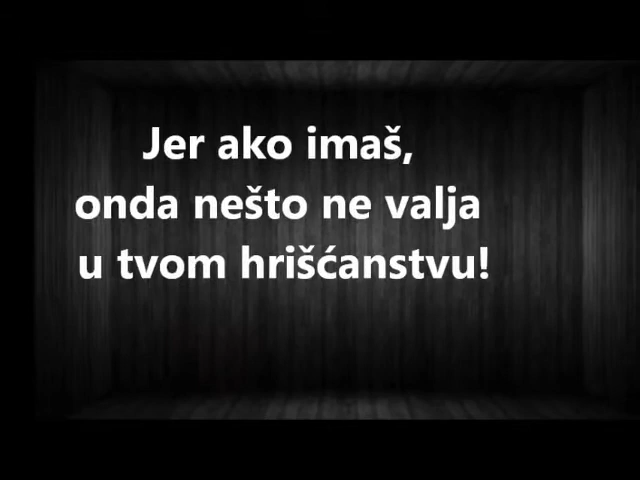 Jer ako imaš,
onda nešto ne valja
u tvom hrišćanstvu!